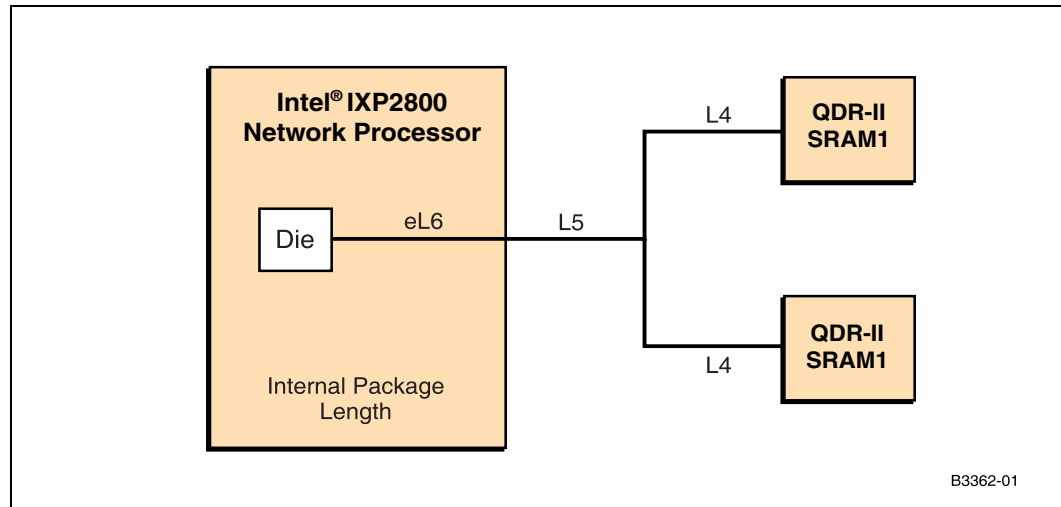 Intel® IXP2800
Network Processor
Die
eL6
Internal Package
Length
L5
L4
QDR-II
SRAM1
L4
QDR-II
SRAM1
B3362-01